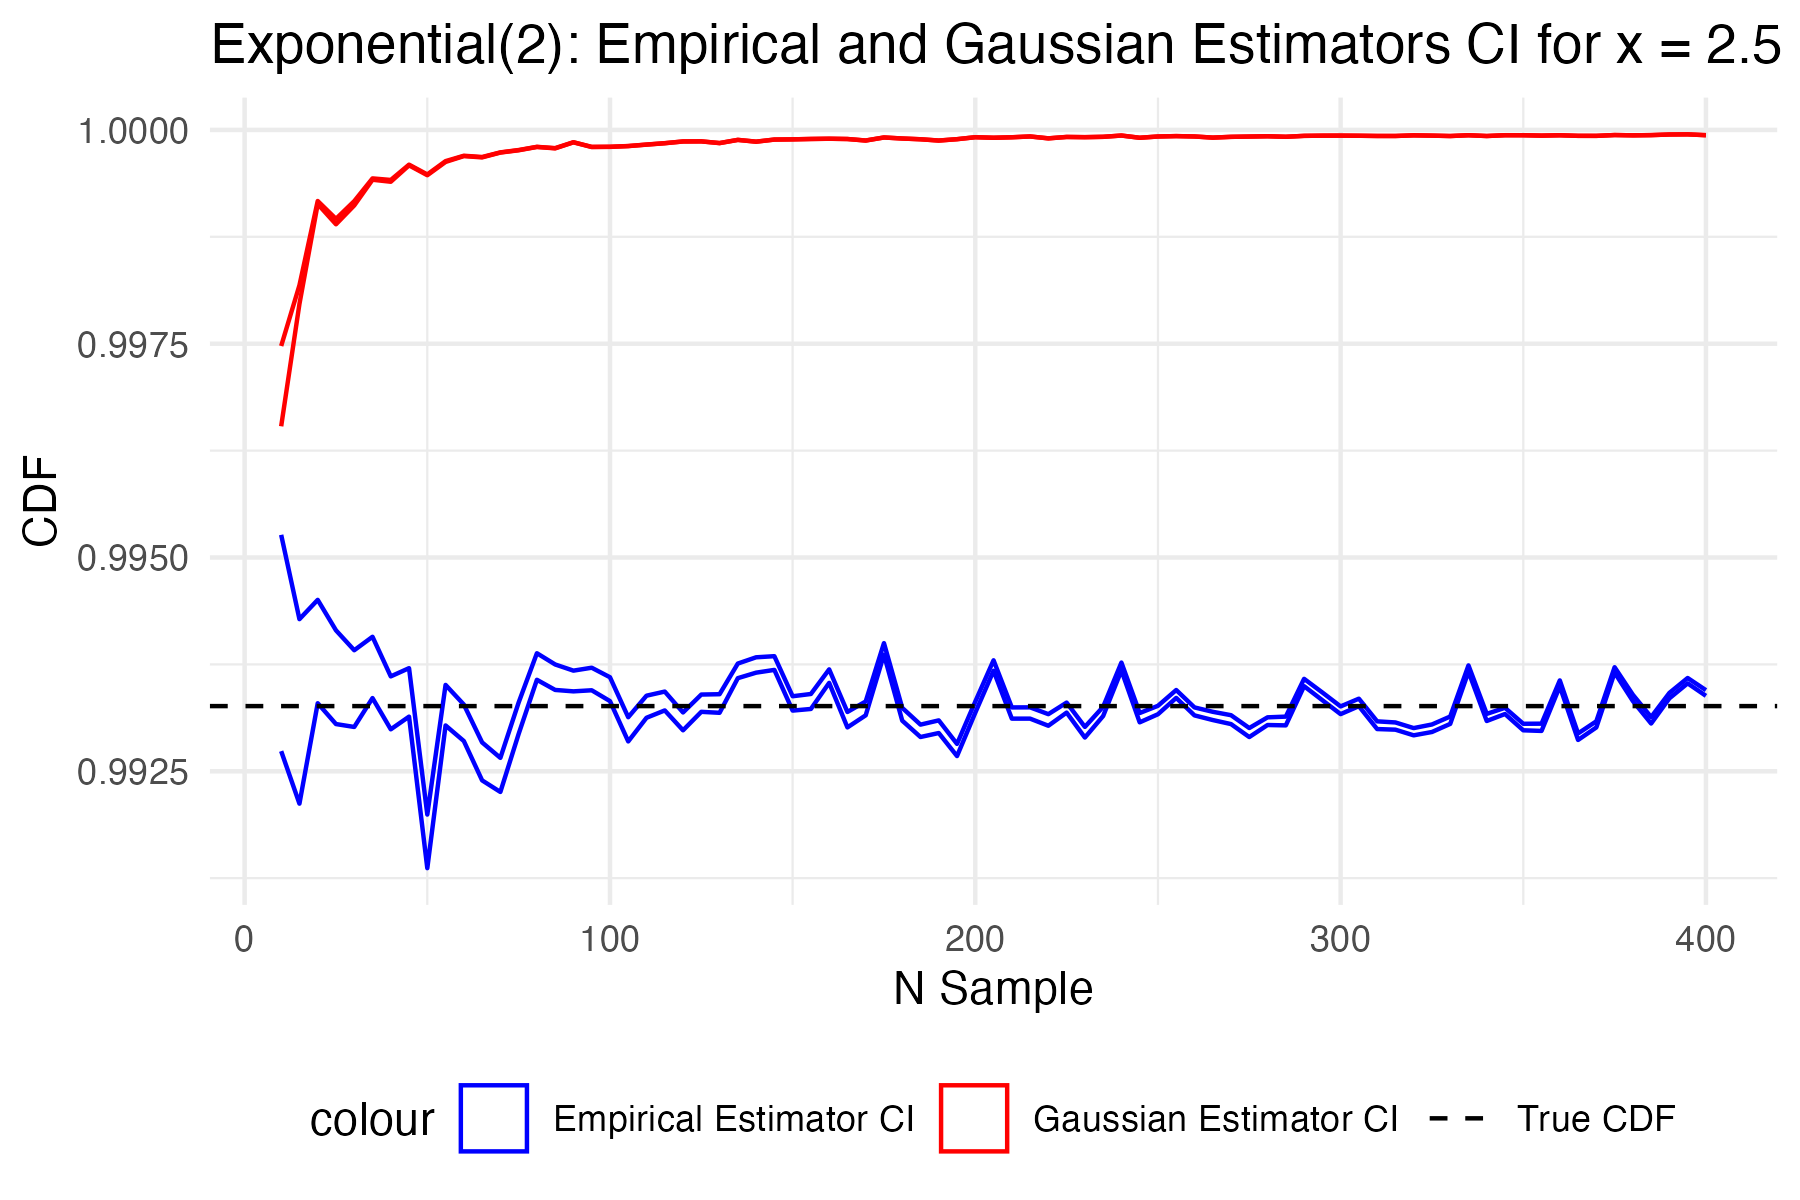 Exponential(2): Empirical and Gaussian Estimators CI for x = 2.5
1.0000
0.9975
0.9950
0.9925
CDF
0 100 200 300 400
N Sample
colour Empirical Estimator CI Gaussian Estimator CI True CDF